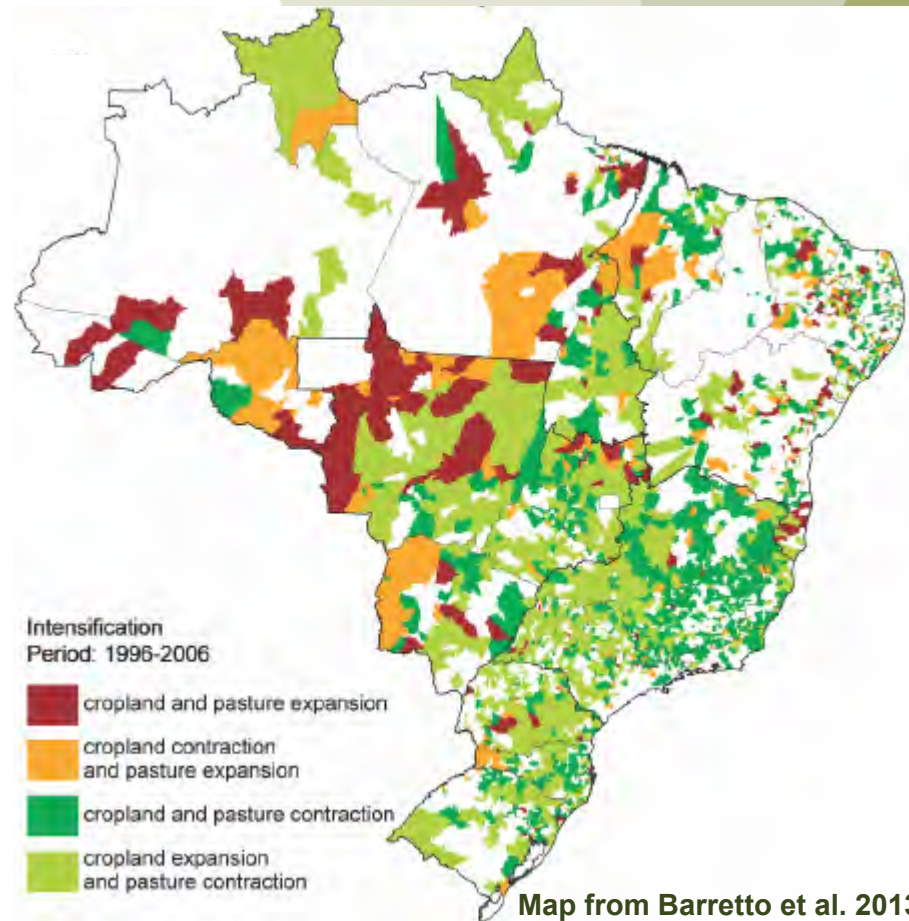 Intensification
Period: 1996-2006
cropland and pasture expansion
cropland contraction
and pasture expansion
cropland and pasture contraction
cropland expansion
and pasture contraction
Map from Barretto et al. 2013